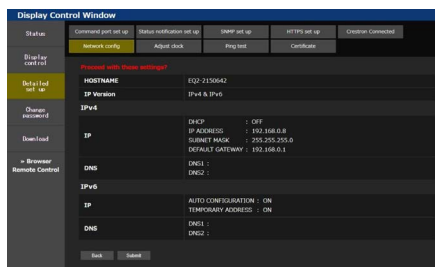 Display Control Window
Status
Command port set up
Status notification set up
SNMP set up
HTTPS set up
Crestron Connected
Network config
Adjust clock
Ping test
Certificate
Display
control
Detailed
set up
Change
password
Download
» Browser
Remote Control
Proceed with those settings?
HOSTNAME EQ2-2150642
IP Version IPv4 & IPv6
IPv4
IP
DHCP : OFF
IP ADDRESS : 192.168.0.8
SUBNET MASK : 255.255.255.0
DEFAULT GATEWAY : 192.168.0.1
DNS
DNS1 :
DNS2 :
IPv6
IP
AUTO CONFIGURATION : ON
TEMPORARY ADDRESS : ON
DNS
DNS1 :
DNS2 :
Back
Submit